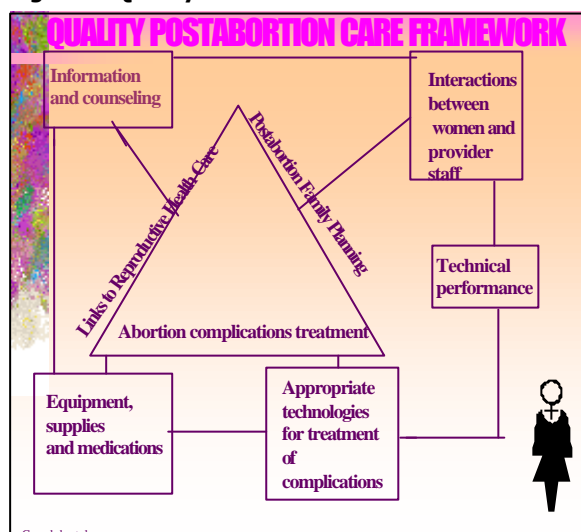 QUALITY POSTABORTION CARE FRAMEWORK
Information
and counseling
Interactions
between
women and
provider
staff
Links to Reproductive Health Care
Postabortion Family Planning
Technical
performance
Abortion complications treatment
Equipment,
supplies
and medications
Appropriate
technologies
for treatment
of
complications